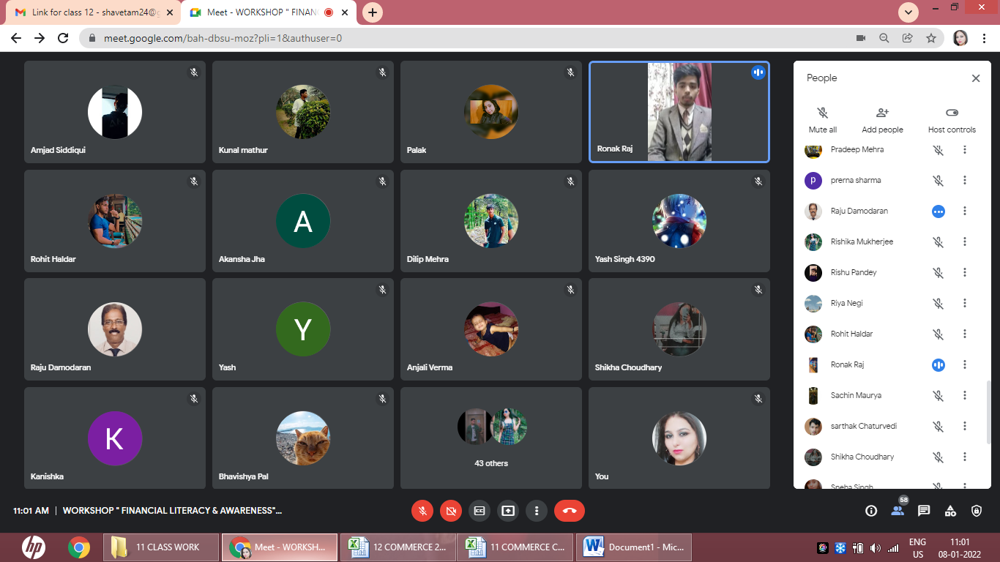 Link for class 12 - shavetam24@g
Meet - WORKSHOP " FINAN
meet.google.com/bah-dbsu-moz?pli=1&authuser=0
Amjad Siddiqui
Kunal mathur
Palak
Ronak Raj
Rohit Haldar
A
Akansha Jha
Dilip Mehra
Yash Singh 4390
Raju Damodaran
Y
Yash
Anjali Verma
Shikha Choudhary
K
Kanishka
Bhavishya Pal
43 others
You
People
Mute all
Add people
Host controls
Pradeep Mehra
p
prerna sharma
Raju Damodaran
Rishika Mukherjee
Rishu Pandey
Riya Negi
Rohit Haldar
Ronak Raj
Sachin Maurya
sarthak Chaturvedi
Shikha Choudhary
Sneha Singh
11:01 AM | WORKSHOP " FINANCIAL LITERACY & AWARENESS"...
58
hp
11 CLASS WORK
Meet - WORKSH...
12 COMMERCE 2...
11 COMMERCE C...
Document1 - Mic...
ENG
US
11:01
08-01-2022